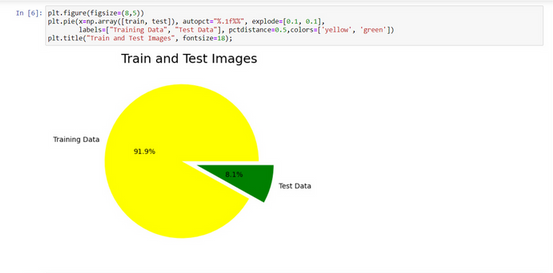 In [6]: plt.figure(figsize=(8,5))
plt.pie(x=np.array([train, test]), autopct="%.1f%%", explode=[0.1, 0.1],
labels=["Training Data", "Test Data"], pctdistance=0.5,colors=['yellow', 'green'])
plt.title("Train and Test Images", fontsize=18);
Train and Test Images
Training Data
91.9%
8.1%
Test Data